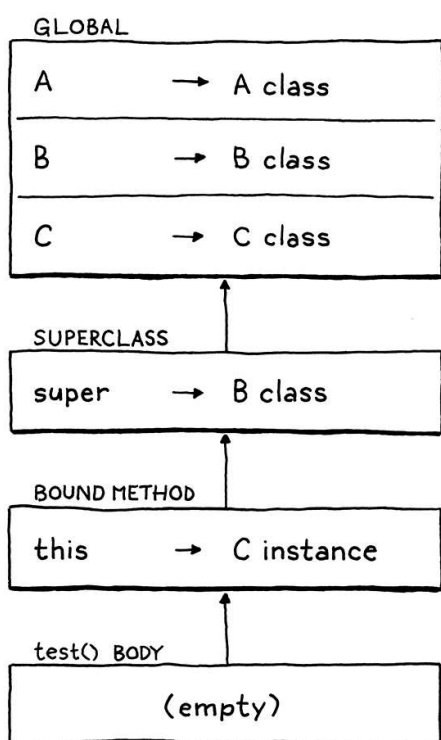 GLOBAL
A → A class
B → B class
C → C class
SUPERCLASS
super → B class
BOUND METHOD
this → C instance
test() BODY
(empty)